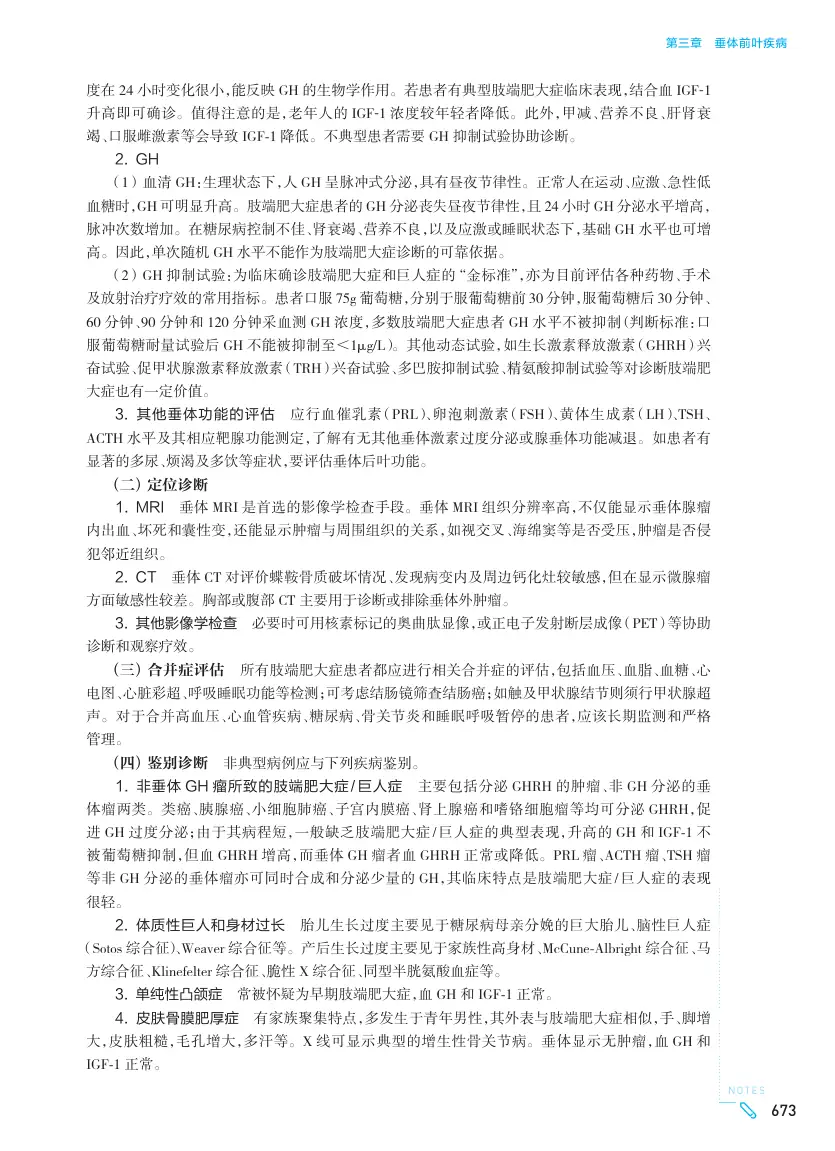 第三章 垂体前叶疾病
度在 24 小时变化很小,能反映 GH 的生物学作用。若患者有典型肢端肥大症临床表现,结合血 IGF-1
升高即可确诊。值得注意的是,老年人的 IGF-1 浓度较年轻者降低。此外,甲减、营养不良、肝肾衰
竭、口服雌激素等会导致 IGF-1 降低。不典型患者需要 GH 抑制试验协助诊断。
2. GH
(1)血清 GH:生理状态下,人 GH 呈脉冲式分泌,具有昼夜节律性。正常人在运动、应激、急性低
血糖时,GH 可明显升高。肢端肥大症患者的 GH 分泌丧失昼夜节律性,且 24 小时 GH 分泌水平增高,
脉冲次数增加。在糖尿病控制不佳、肾衰竭、营养不良,以及应激或睡眠状态下,基础 GH 水平也可增
高。因此,单次随机 GH 水平不能作为肢端肥大症诊断的可靠依据。
(2)GH 抑制试验:为临床确诊肢端肥大症和巨人症的“金标准”,亦为目前评估各种药物、手术
及放射治疗疗效的常用指标。患者口服 75g 葡萄糖,分别于服葡萄糖前 30 分钟,服葡萄糖后 30 分钟、
60 分钟、90 分钟和 120 分钟采血测 GH 浓度,多数肢端肥大症患者 GH 水平不被抑制(判断标准:口
服葡萄糖耐量试验后 GH 不能被抑制至<1μg/L)。其他动态试验,如生长激素释放激素(GHRH)兴
奋试验、促甲状腺激素释放激素(TRH)兴奋试验、多巴胺抑制试验、精氨酸抑制试验等对诊断肢端肥
大症也有一定价值。
3. 其他垂体功能的评估 应行血催乳素(PRL)、卵泡刺激素(FSH)、黄体生成素(LH)、TSH、
ACTH 水平及其相应靶腺功能测定,了解有无其他垂体激素过度分泌或腺垂体功能减退。如患者有
显著的多尿、烦渴及多饮等症状,要评估垂体后叶功能。
(二)定位诊断
1. MRI 垂体 MRI 是首选的影像学检查手段。垂体 MRI 组织分辨率高,不仅能显示垂体腺瘤
内出血、坏死和囊性变,还能显示肿瘤与周围组织的关系,如视交叉、海绵窦等是否受压,肿瘤是否侵
犯邻近组织。
2. CT 垂体 CT 对评价蝶鞍骨质破坏情况、发现病变内及周边钙化灶较敏感,但在显示微腺瘤
方面敏感性较差。胸部或腹部 CT 主要用于诊断或排除垂体外肿瘤。
3. 其他影像学检查 必要时可用核素标记的奥曲肽显像,或正电子发射断层成像(PET)等协助
诊断和观察疗效。
(三)合并症评估 所有肢端肥大症患者都应进行相关合并症的评估,包括血压、血脂、血糖、心
电图、心脏彩超、呼吸睡眠功能等检测;可考虑结肠镜筛查结肠癌;如触及甲状腺结节则须行甲状腺超
声。对于合并高血压、心血管疾病、糖尿病、骨关节炎和睡眠呼吸暂停的患者,应该长期监测和严格
管理。
(四)鉴别诊断 非典型病例应与下列疾病鉴别。
1. 非垂体 GH 瘤所致的肢端肥大症/巨人症 主要包括分泌 GHRH 的肿瘤、非 GH 分泌的垂
体瘤两类。类癌、胰腺癌、小细胞肺癌、子宫内膜癌、肾上腺癌和嗜铬细胞瘤等均可分泌 GHRH,促
进 GH 过度分泌;由于其病程短,一般缺乏肢端肥大症/巨人症的典型表现,升高的 GH 和 IGF-1 不
被葡萄糖抑制,但血 GHRH 增高,而垂体 GH 瘤者血 GHRH 正常或降低。PRL 瘤、ACTH 瘤、TSH 瘤
等非 GH 分泌的垂体瘤亦可同时合成和分泌少量的 GH,其临床特点是肢端肥大症/巨人症的表现
很轻。
2. 体质性巨人和身材过长 胎儿生长过度主要见于糖尿病母亲分娩的巨大胎儿、脑性巨人症
(Sotos 综合征)、Weaver 综合征等。产后生长过度主要见于家族性高身材、McCune-Albright 综合征、马
方综合征、Klinefelter 综合征、脆性 X 综合征、同型半胱氨酸血症等。
3. 单纯性凸颌症 常被怀疑为早期肢端肥大症,血 GH 和 IGF-1 正常。
4. 皮肤骨膜肥厚症 有家族聚集特点,多发生于青年男性,其外表与肢端肥大症相似,手、脚增
大,皮肤粗糙,毛孔增大,多汗等。X 线可显示典型的增生性骨关节病。垂体显示无肿瘤,血 GH 和
IGF-1 正常。
NOTES
673